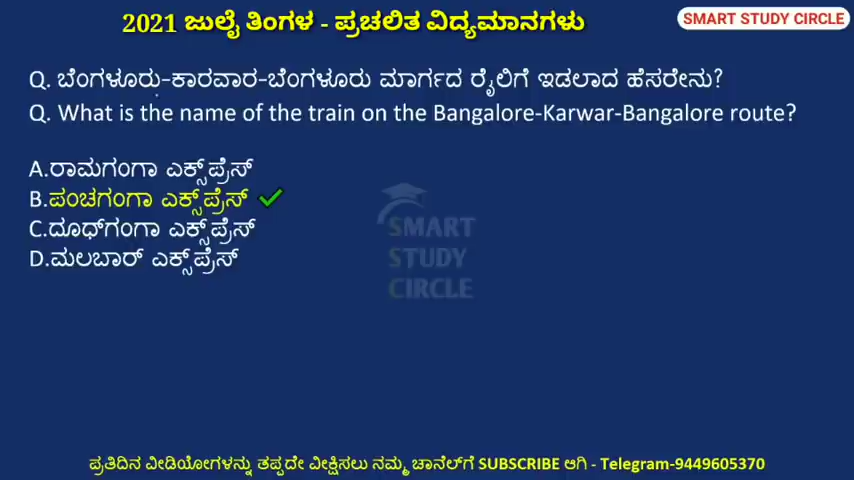 2021 ಜುಲೈ ತಿಂಗಳ - ಪ್ರಚಲಿತ ವಿದ್ಯಮಾನಗಳು
SMART STUDY CIRCLE
Q. ಬೆಂಗಳೂರು-ಕಾರವಾರ-ಬೆಂಗಳೂರು ಮಾರ್ಗದ ರೈಲಿಗೆ ಇಡಲಾದ ಹೆಸರೇನು?
Q. What is the name of the train on the Bangalore-Karwar-Bangalore route?
A.ರಾಮಗಂಗಾ ಎಕ್ಸ್‌ಪ್ರೆಸ್
B.ಪಂಚಗಂಗಾ ಎಕ್ಸ್‌ಪ್ರೆಸ್
C.ದೂಧ್‌ಗಂಗಾ ಎಕ್ಸ್‌ಪ್ರೆಸ್
D.ಮಲಬಾರ್ ಎಕ್ಸ್‌ಪ್ರೆಸ್
SMART
STUDY
CIRCLE
ಪ್ರತಿದಿನ ವೀಡಿಯೋಗಳನ್ನು ತಪ್ಪದೇ ವೀಕ್ಷಿಸಲು ನಮ್ಮ ಚಾನೆಲ್‌ಗೆ SUBSCRIBE ಆಗಿ - Telegram-9449605370